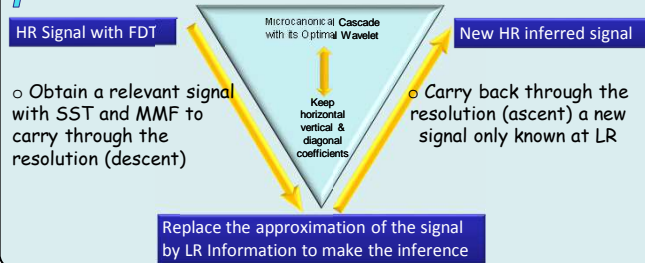 HR Signal with FDT
Microcanonical Cascade
with its Optimal Wavelet
New HR inferred signal
o Obtain a relevant signal
with SST and MMF to
carry through the
resolution (descent)
Keep
horizontal
vertical &
diagonal
coefficients
o Carry back through the
resolution (ascent) a new
signal only known at LR
Replace the approximation of the signal
by LR Information to make the inference